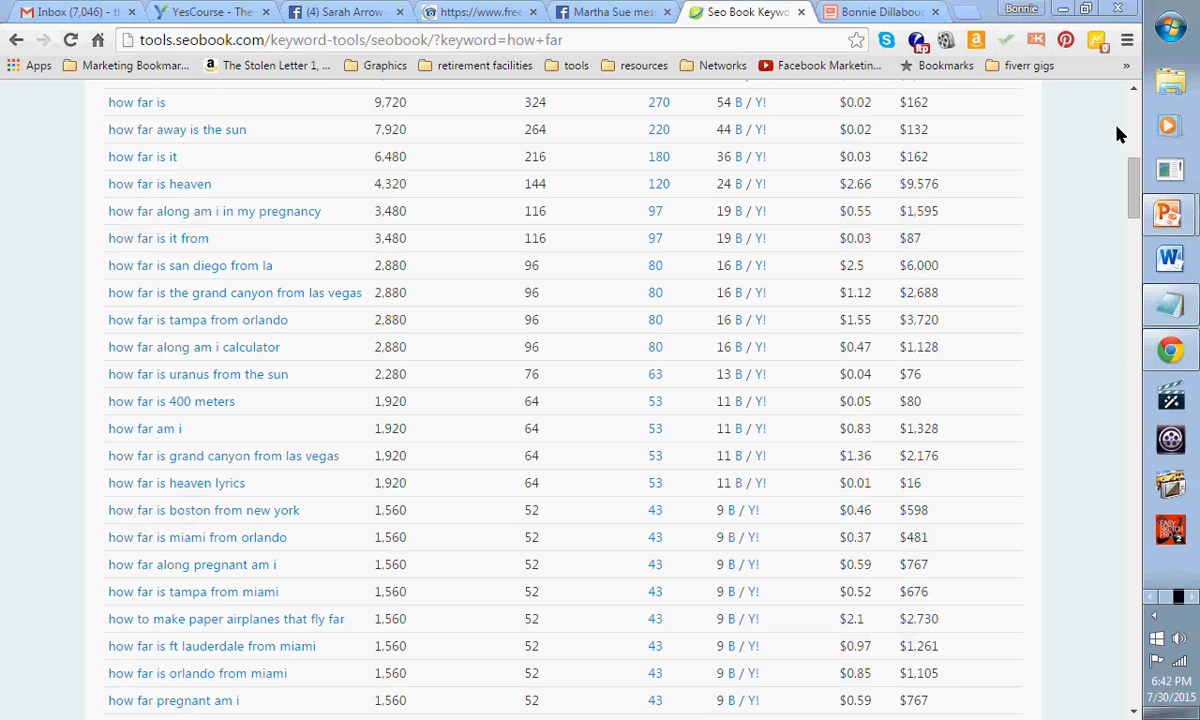 Inbox (7,046) - th
YesCourse - The
(4) Sarah Arrow
https://www.free
Martha Sue mes
Seo Book Keywo
Bonnie Dillaboug
Bonnie
tools.seobook.com/keyword-tools/seobook/?keyword=how+far
Apps
Marketing Bookmar...
The Stolen Letter 1, ...
Graphics
retirement facilities
tools
resources
Networks
Facebook Marketin...
Bookmarks
fiverr gigs
»
how far is 9,720 324 270 54 B / Y! $0.02 $162
how far away is the sun 7,920 264 220 44 B / Y! $0.02 $132
how far is it 6,480 216 180 36 B / Y! $0.03 $162
how far is heaven 4,320 144 120 24 B / Y! $2.66 $9,576
how far along am i in my pregnancy 3,480 116 97 19 B / Y! $0.55 $1,595
how far is it from 3,480 116 97 19 B / Y! $0.03 $87
how far is san diego from la 2,880 96 80 16 B / Y! $2.5 $6,000
how far is the grand canyon from las vegas 2,880 96 80 16 B / Y! $1.12 $2,688
how far is tampa from orlando 2,880 96 80 16 B / Y! $1.55 $3,720
how far along am i calculator 2,880 96 80 16 B / Y! $0.47 $1,128
how far is uranus from the sun 2,280 76 63 13 B / Y! $0.04 $76
how far is 400 meters 1,920 64 53 11 B / Y! $0.05 $80
how far am i 1,920 64 53 11 B / Y! $0.83 $1,328
how far is grand canyon from las vegas 1,920 64 53 11 B / Y! $1.36 $2,176
how far is heaven lyrics 1,920 64 53 11 B / Y! $0.01 $16
how far is boston from new york 1,560 52 43 9 B / Y! $0.46 $598
how far is miami from orlando 1,560 52 43 9 B / Y! $0.37 $481
how far along pregnant am i 1,560 52 43 9 B / Y! $0.59 $767
how far is tampa from miami 1,560 52 43 9 B / Y! $0.52 $676
how to make paper airplanes that fly far 1,560 52 43 9 B / Y! $2.1 $2,730
how far is ft lauderdale from miami 1,560 52 43 9 B / Y! $0.97 $1,261
how far is orlando from miami 1,560 52 43 9 B / Y! $0.85 $1,105
how far pregnant am i 1,560 52 43 9 B / Y! $0.59 $767
6:42 PM
7/30/2015